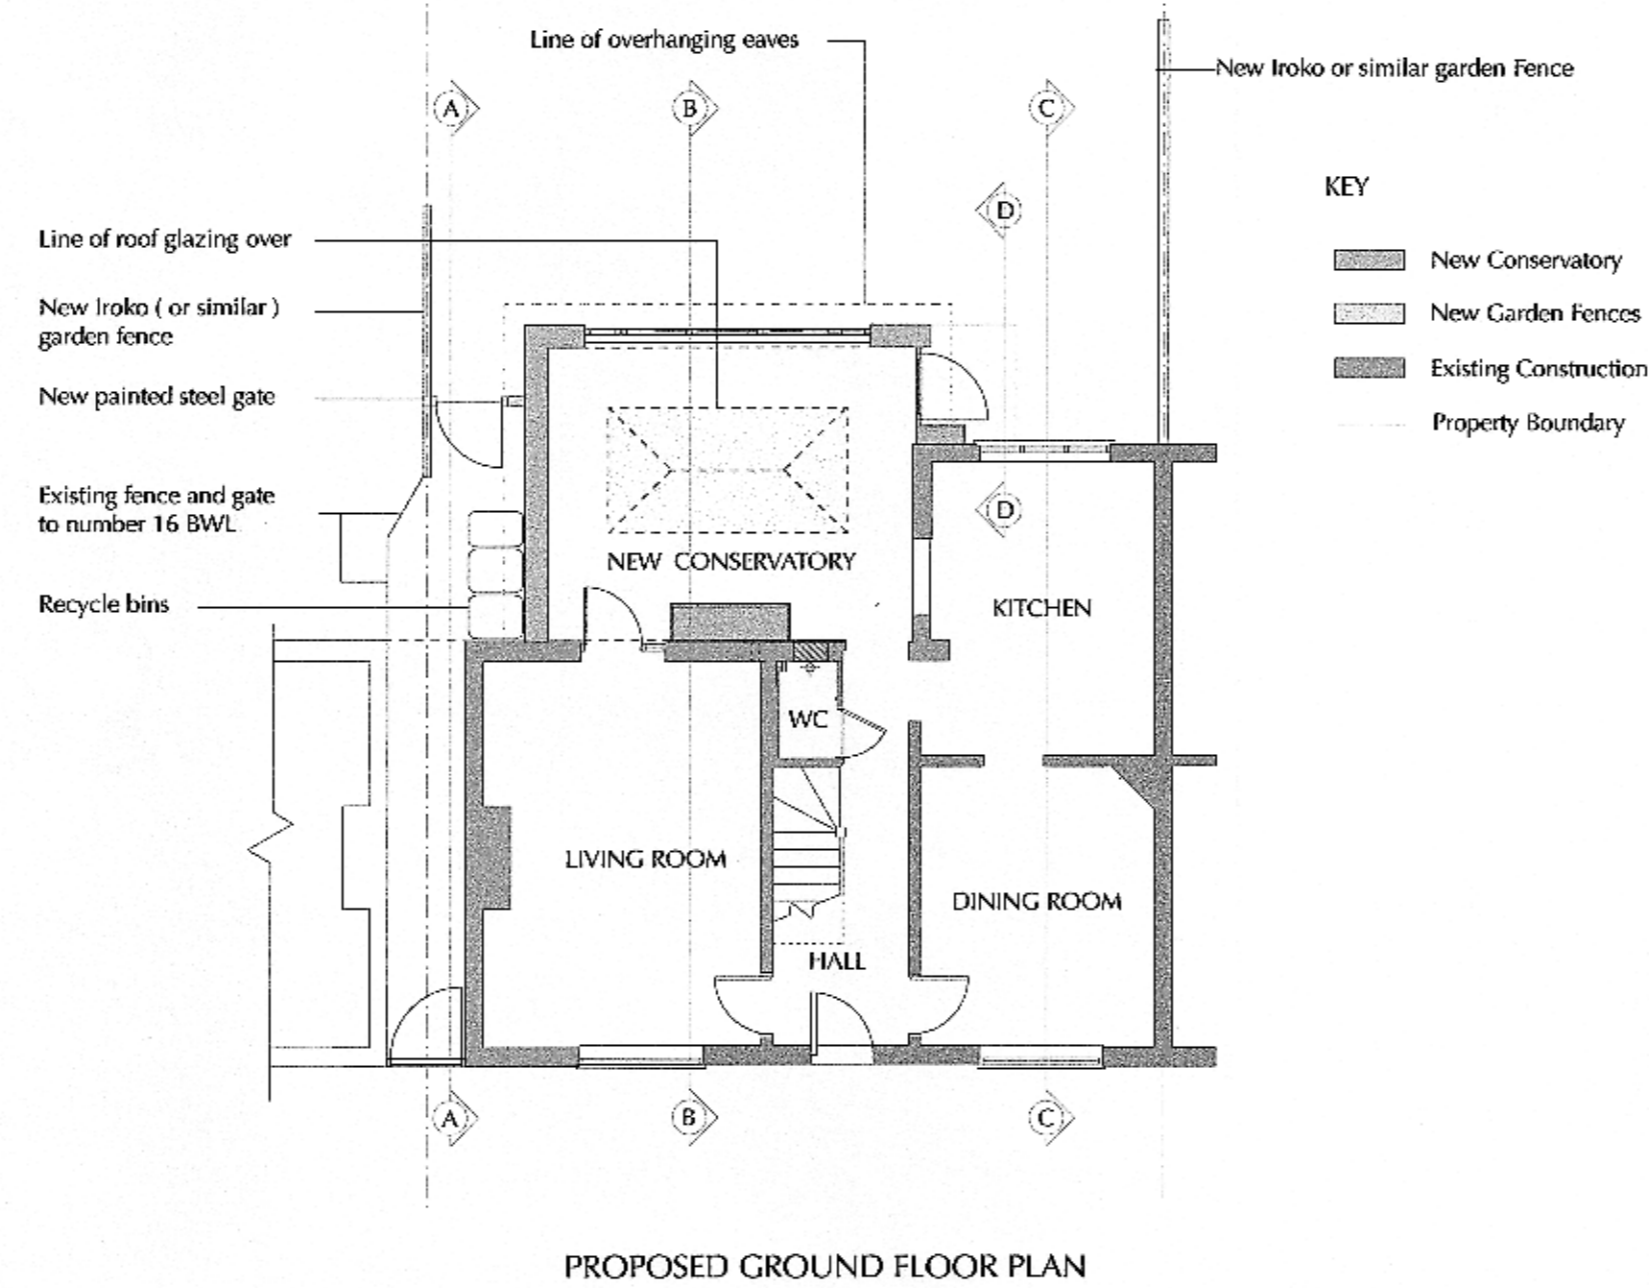 Line of overhanging eaves
New Iroko or similar garden Fence
A
B
C
D
KEY
Line of roof glazing over
New Conservatory
New Iroko ( or similar )
garden fence
New Garden Fences
Existing Construction
New painted steel gate
Property Boundary
Existing fence and gate
to number 16 BWL
D
NEW CONSERVATORY
Recycle bins
KITCHEN
WC
LIVING ROOM
DINING ROOM
HALL
A
B
C
PROPOSED GROUND FLOOR PLAN